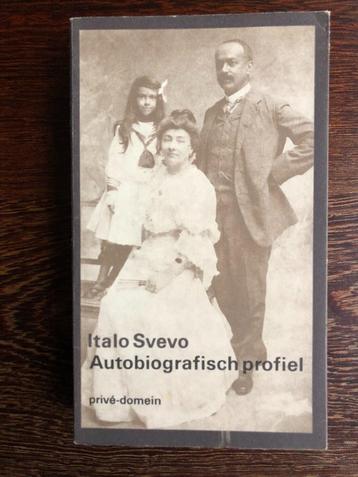 Italo Svevo
Autobiografisch profiel
privé-domein